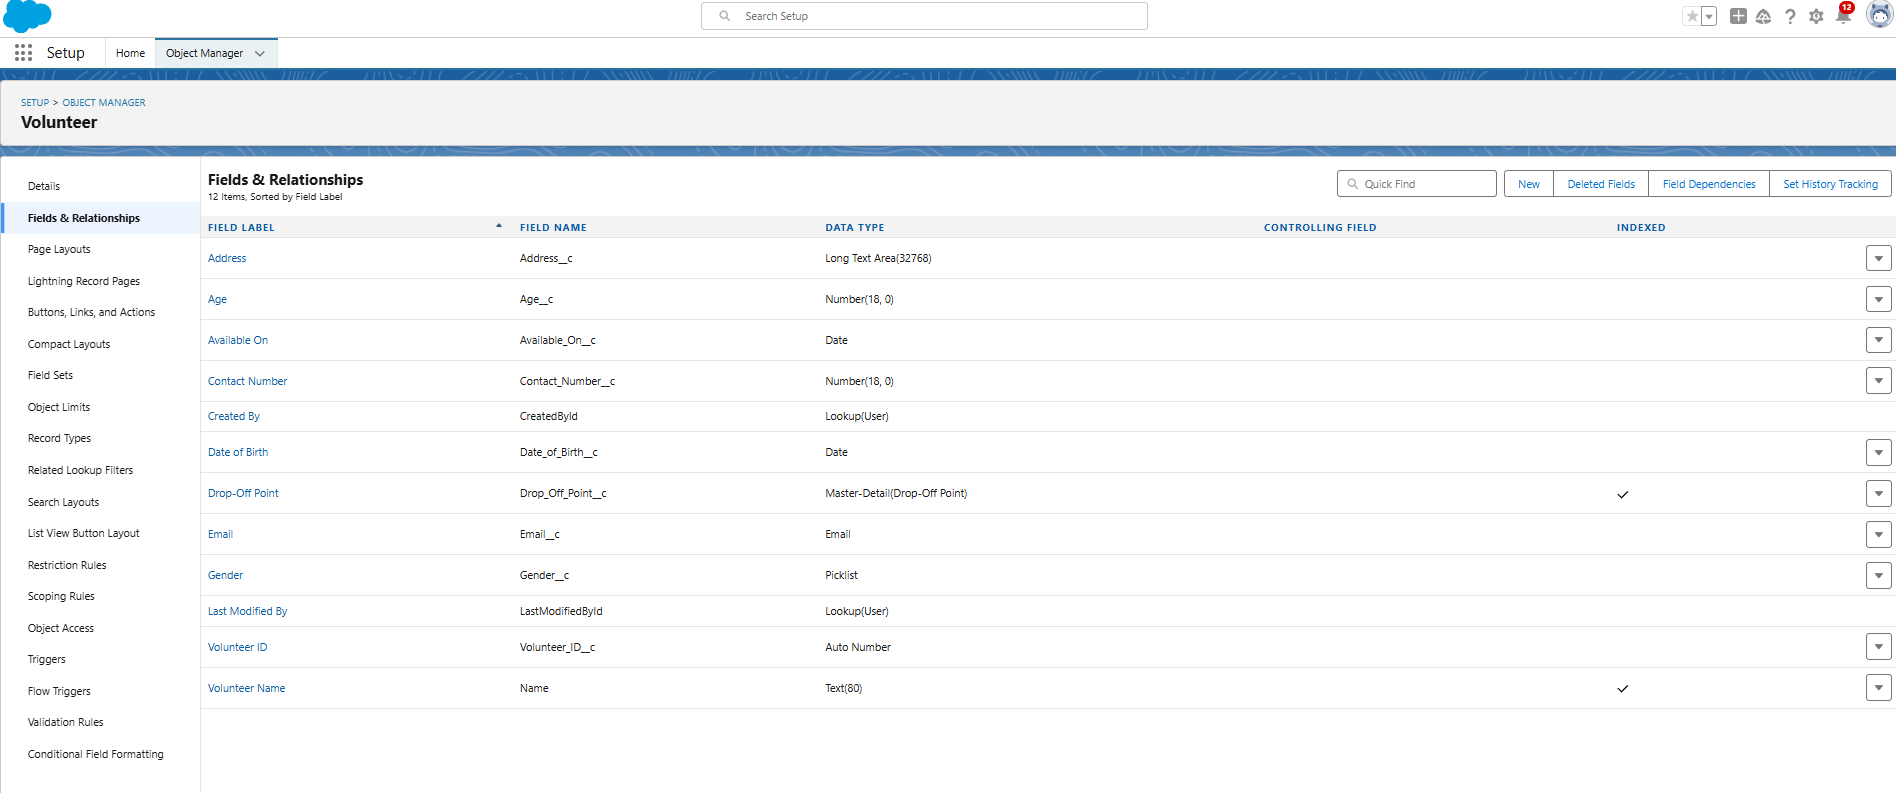 Search Setup
12
Setup
Home
Object Manager
SETUP > OBJECT MANAGER
Volunteer
Details
Fields & Relationships
Page Layouts
Lightning Record Pages
Buttons, Links, and Actions
Compact Layouts
Field Sets
Object Limits
Record Types
Related Lookup Filters
Search Layouts
List View Button Layout
Restriction Rules
Scoping Rules
Object Access
Triggers
Flow Triggers
Validation Rules
Conditional Field Formatting
Fields & Relationships
12 Items, Sorted by Field Label
Quick Find
New
Deleted Fields
Field Dependencies
Set History Tracking
FIELD LABEL FIELD NAME DATA TYPE CONTROLLING FIELD INDEXED
Address Address__c Long Text Area(32768)
Age Age__c Number(18, 0)
Available On Available_On__c Date
Contact Number Contact_Number__c Number(18, 0)
Created By CreatedById Lookup(User)
Date of Birth Date_of_Birth__c Date
Drop-Off Point Drop_Off_Point__c Master-Detail(Drop-Off Point)
Email Email__c Email
Gender Gender__c Picklist
Last Modified By LastModifiedById Lookup(User)
Volunteer ID Volunteer_ID__c Auto Number
Volunteer Name Name Text(80)